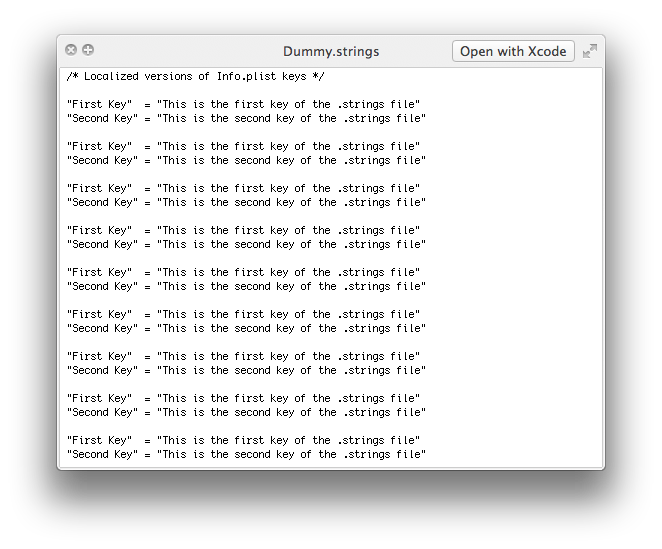 Dummy.strings
Open with Xcode
/* Localized versions of Info.plist keys */
"First Key"  = "This is the first key of the .strings file"
"Second Key" = "This is the second key of the .strings file"
"First Key"  = "This is the first key of the .strings file"
"Second Key" = "This is the second key of the .strings file"
"First Key"  = "This is the first key of the .strings file"
"Second Key" = "This is the second key of the .strings file"
"First Key"  = "This is the first key of the .strings file"
"Second Key" = "This is the second key of the .strings file"
"First Key"  = "This is the first key of the .strings file"
"Second Key" = "This is the second key of the .strings file"
"First Key"  = "This is the first key of the .strings file"
"Second Key" = "This is the second key of the .strings file"
"First Key"  = "This is the first key of the .strings file"
"Second Key" = "This is the second key of the .strings file"
"First Key"  = "This is the first key of the .strings file"
"Second Key" = "This is the second key of the .strings file"
"First Key"  = "This is the first key of the .strings file"
"Second Key" = "This is the second key of the .strings file"